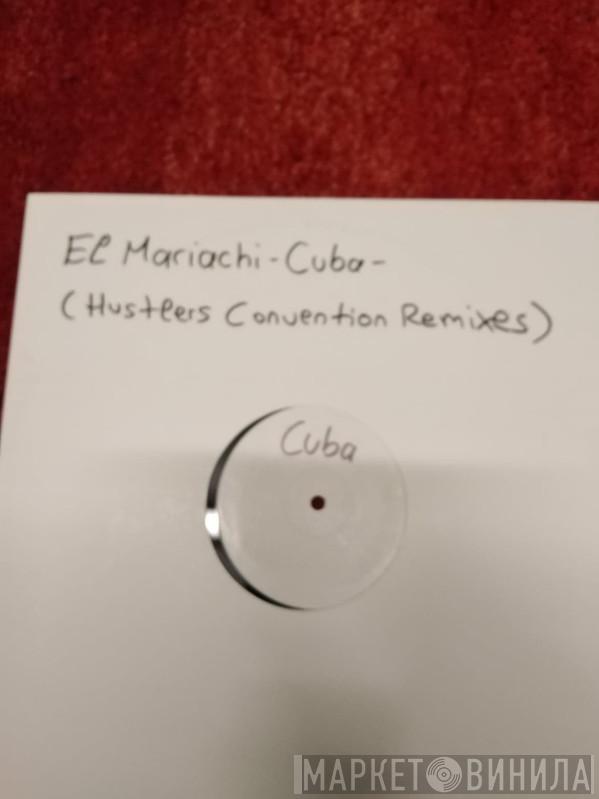 El Mariachi - Cuba -
(Hustlers Convention Remixes)
Cuba
МАРКЕТ ВИНИЛА